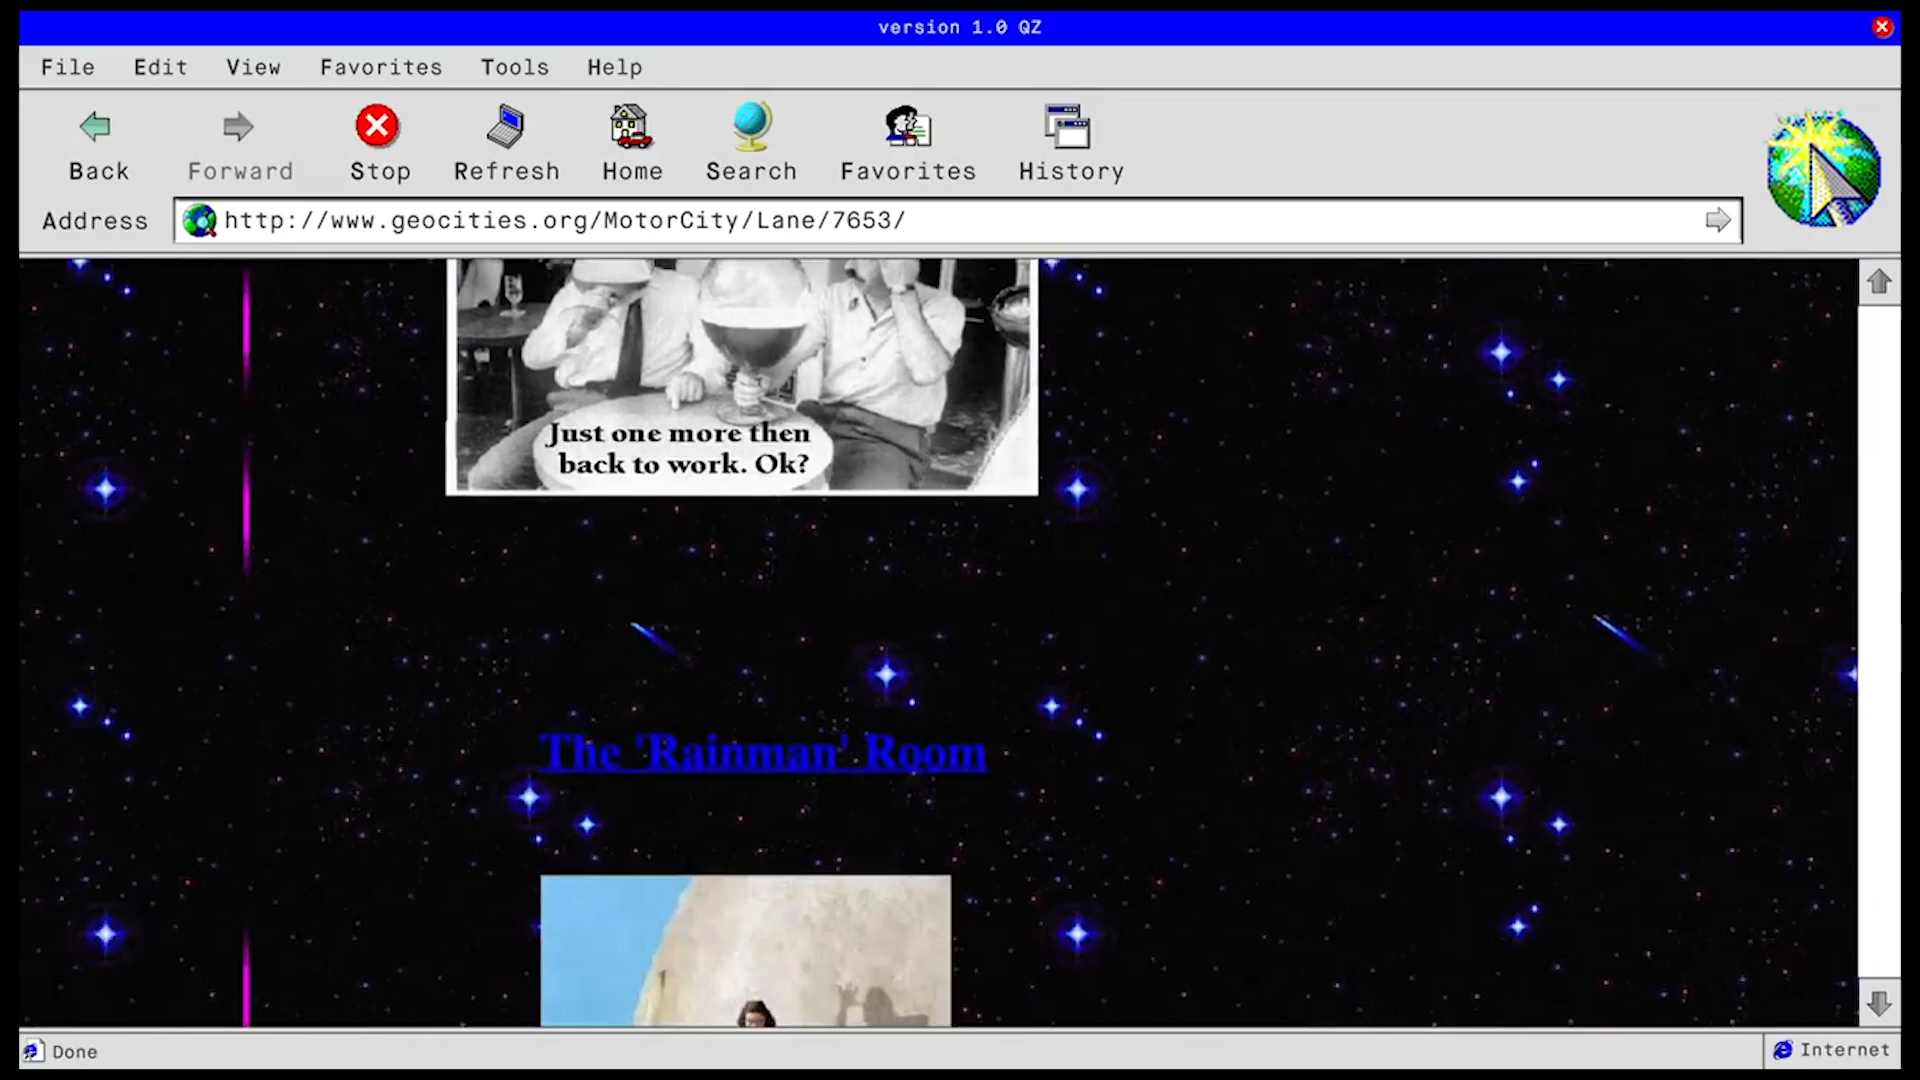 version 1.0 QZ
File Edit View Favorites Tools Help
Back Forward Stop Refresh Home Search Favorites History
Address http://www.geocities.org/MotorCity/Lane/7653/
Just one more then
back to work. Ok?
The 'Rainman' Room
Done Internet